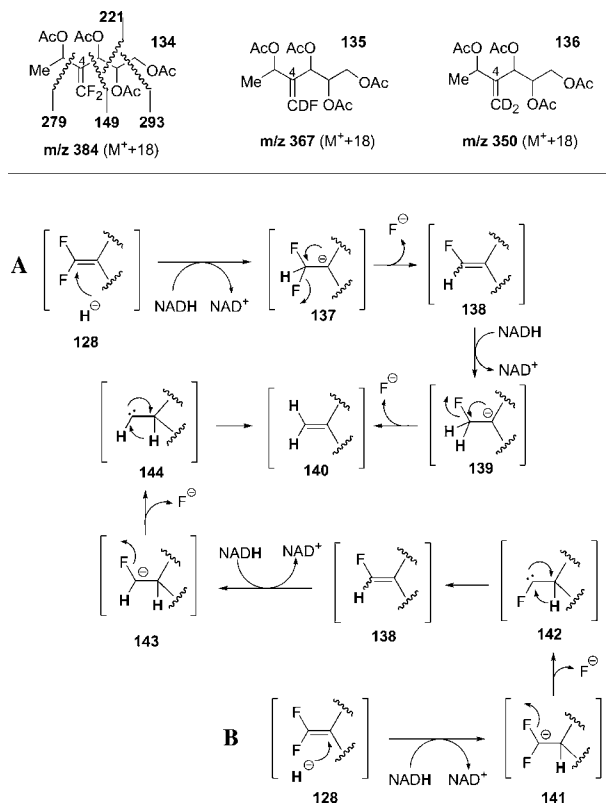 221
134
135
136
AcO AcO OAc
AcO AcO OAc
AcO AcO OAc
Me 4
Me 4
Me 4
CF2 OAc
CDF OAc
CD2 OAc
279 149 293
m/z 384 (M⁺+18)
m/z 367 (M⁺+18)
m/z 350 (M⁺+18)
A
F F H⊖
128
NADH NAD⁺
F H F ⊖
137
F⊖
F H
138
NADH
NAD⁺
F H H ⊖
139
F⊖
H H
140
H : H
144
F⊖
F ⊖ H H
143
NADH NAD⁺
F H
138
: F H
142
F⊖
B
F F H⊖
128
NADH NAD⁺
F F ⊖ H
141